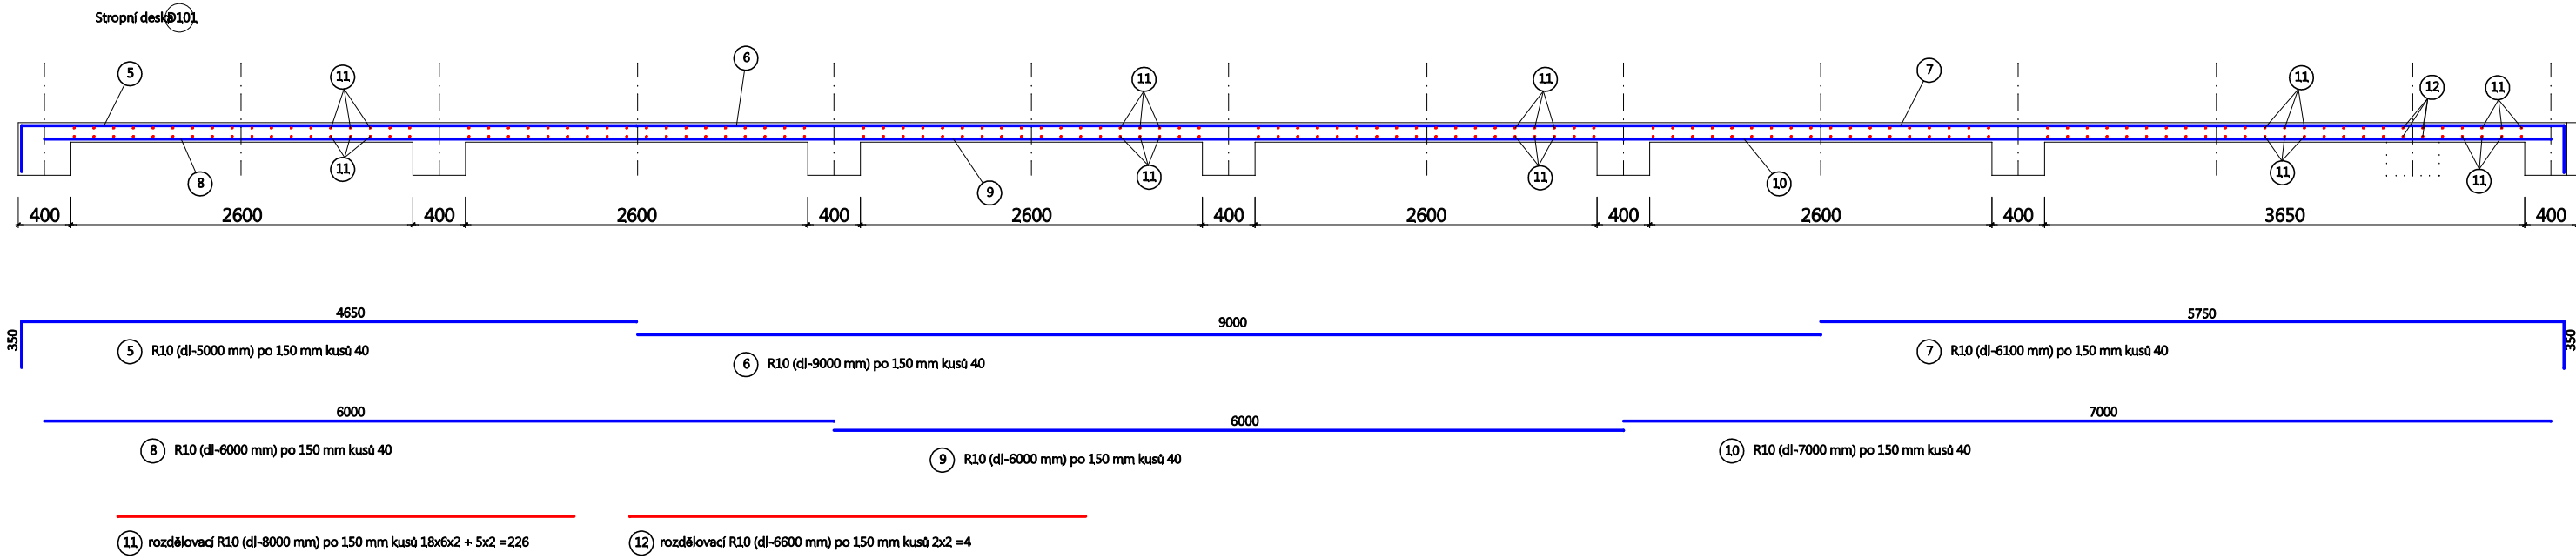 Stropní deska D101
5 11 6 11 11 7 11 12 11
8 11 9 11 11 10 11 11
400 2600 400 2600 400 2600 400 2600 400 2600 400 3650 400
4650 9000 5750
350 350
5 R10 (dl-5000 mm) po 150 mm kusů 40
6 R10 (dl-9000 mm) po 150 mm kusů 40
7 R10 (dl-6100 mm) po 150 mm kusů 40
6000 6000 7000
8 R10 (dl-6000 mm) po 150 mm kusů 40
9 R10 (dl-6000 mm) po 150 mm kusů 40
10 R10 (dl-7000 mm) po 150 mm kusů 40
11 rozdělovací R10 (dl-8000 mm) po 150 mm kusů 18x6x2 + 5x2 =226
12 rozdělovací R10 (dl-6600 mm) po 150 mm kusů 2x2 =4